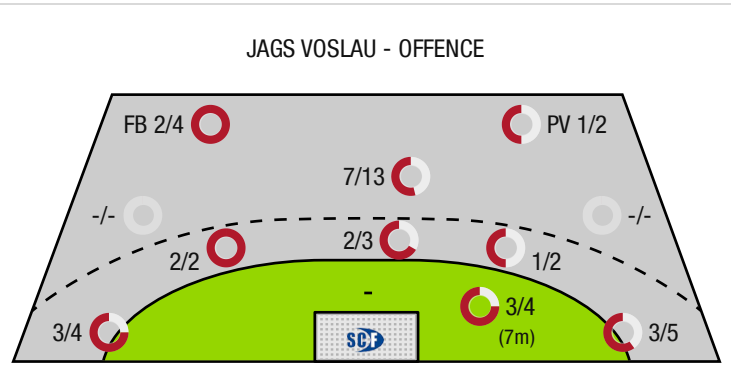 JAGS VOSLAU - OFFENCE
FB 2/4
PV 1/2
7/13
-/-
-/-
2/2
2/3
1/2
-
3/4
3/4
(7m)
3/5
SCF